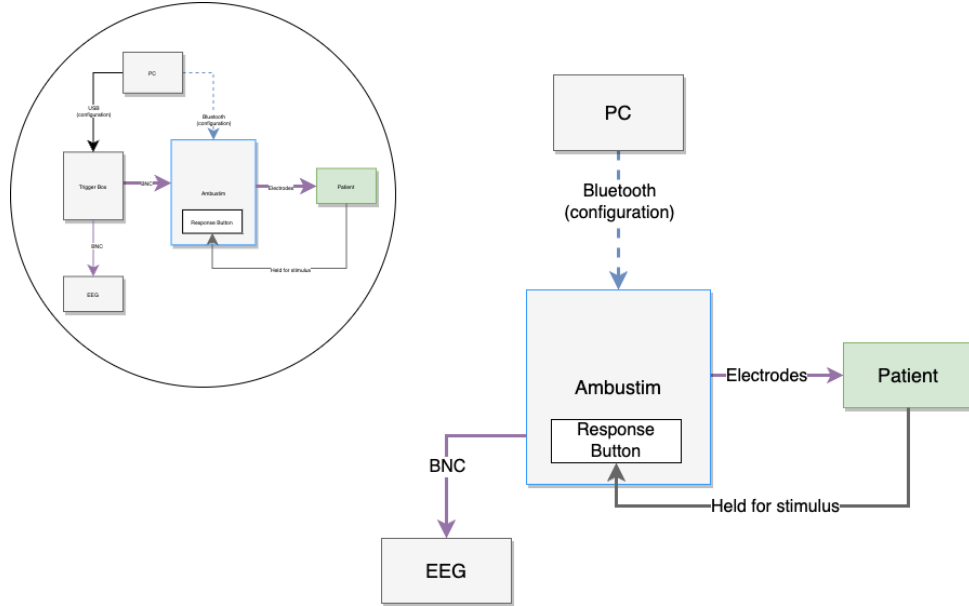 PC
USB
(configuration)
Bluetooth
(configuration)
Trigger Box
BNC
Ambustim
Electrodes
Patient
Response Button
BNC
Held for stimulus
EEG
PC
Bluetooth
(configuration)
Ambustim
Electrodes
Patient
Response
Button
BNC
Held for stimulus
EEG